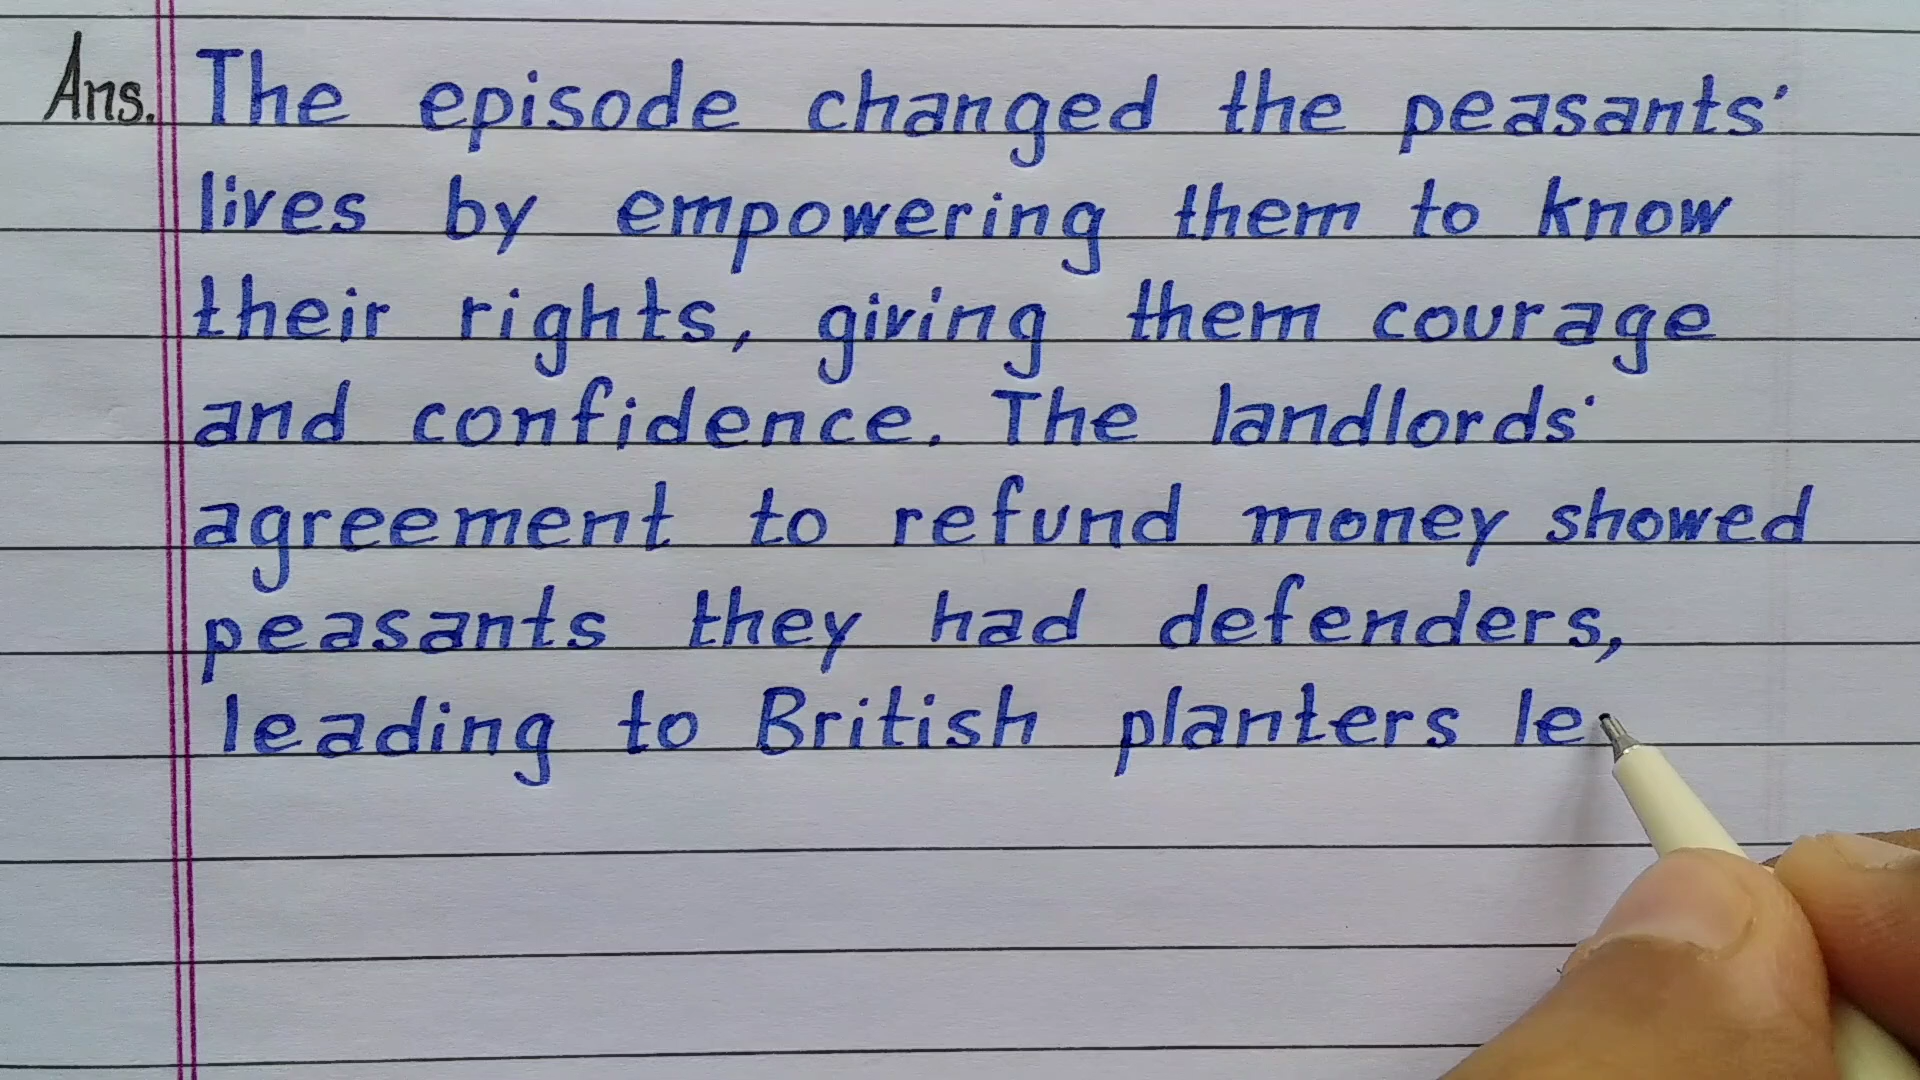 Ans. The episode changed the peasants'
lives by empowering them to know
their rights, giving them courage
and confidence. The landlords'
agreement to refund money showed
peasants they had defenders,
leading to British planters le